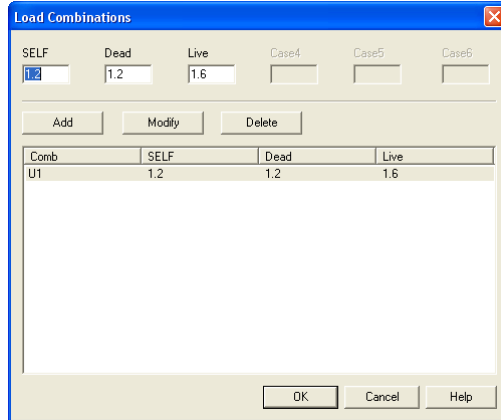 Load Combinations
SELF Dead Live Case4 Case5 Case6
1.2 1.2 1.6
Add Modify Delete
Comb SELF Dead Live
U1 1.2 1.2 1.6
OK Cancel Help